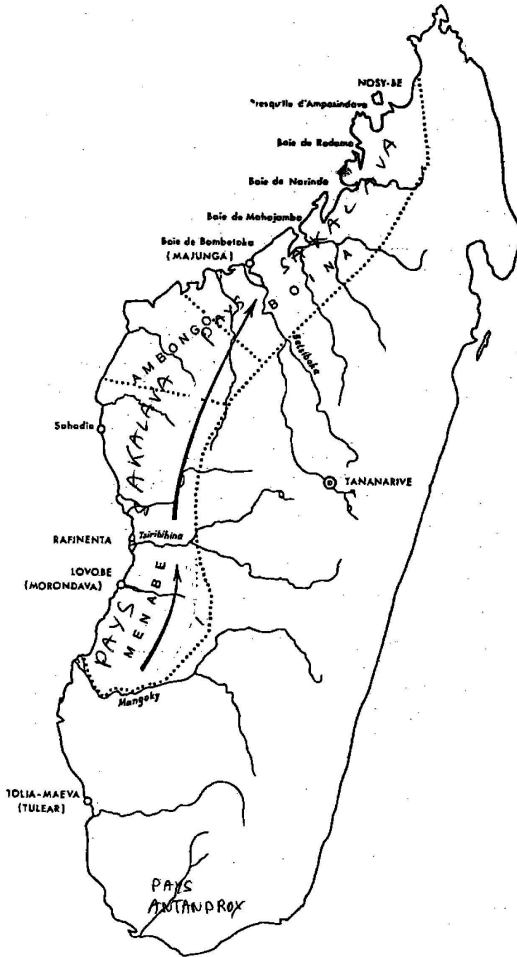 NOSY-BE
Presqu'île d'Ampasindava
Baie de Radama
Baie de Narinda
Baie de Mahajamba
Baie de Bombetoka
(MAJUNGA)
PAYS SAKALAVA
BOINA
AMBONGO
Betsiboka
Sahadia
PAYS SAKALAVA
TANANARIVE
RAFINENTA
Tsiribihina
LOVOBE
(MORONDAVA)
MENABE
Mangoky
TOLIA-MAEVA
(TULEAR)
PAYS
ANTANDROX